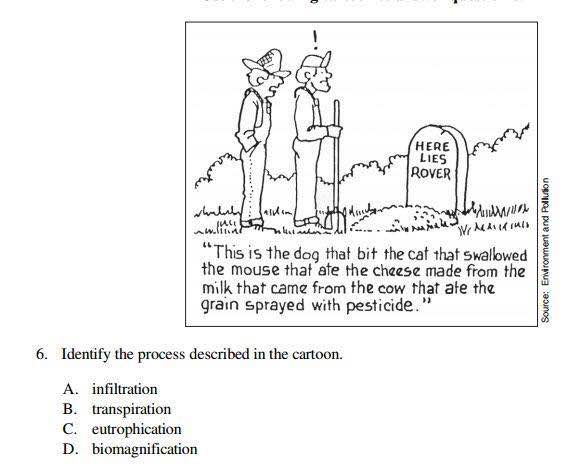 !
HERE
LIES
ROVER
"This is the dog that bit the cat that swallowed
the mouse that ate the cheese made from the
milk that came from the cow that ate the
grain sprayed with pesticide."
Source: Environment and Pollution
6. Identify the process described in the cartoon.
A. infiltration
B. transpiration
C. eutrophication
D. biomagnification